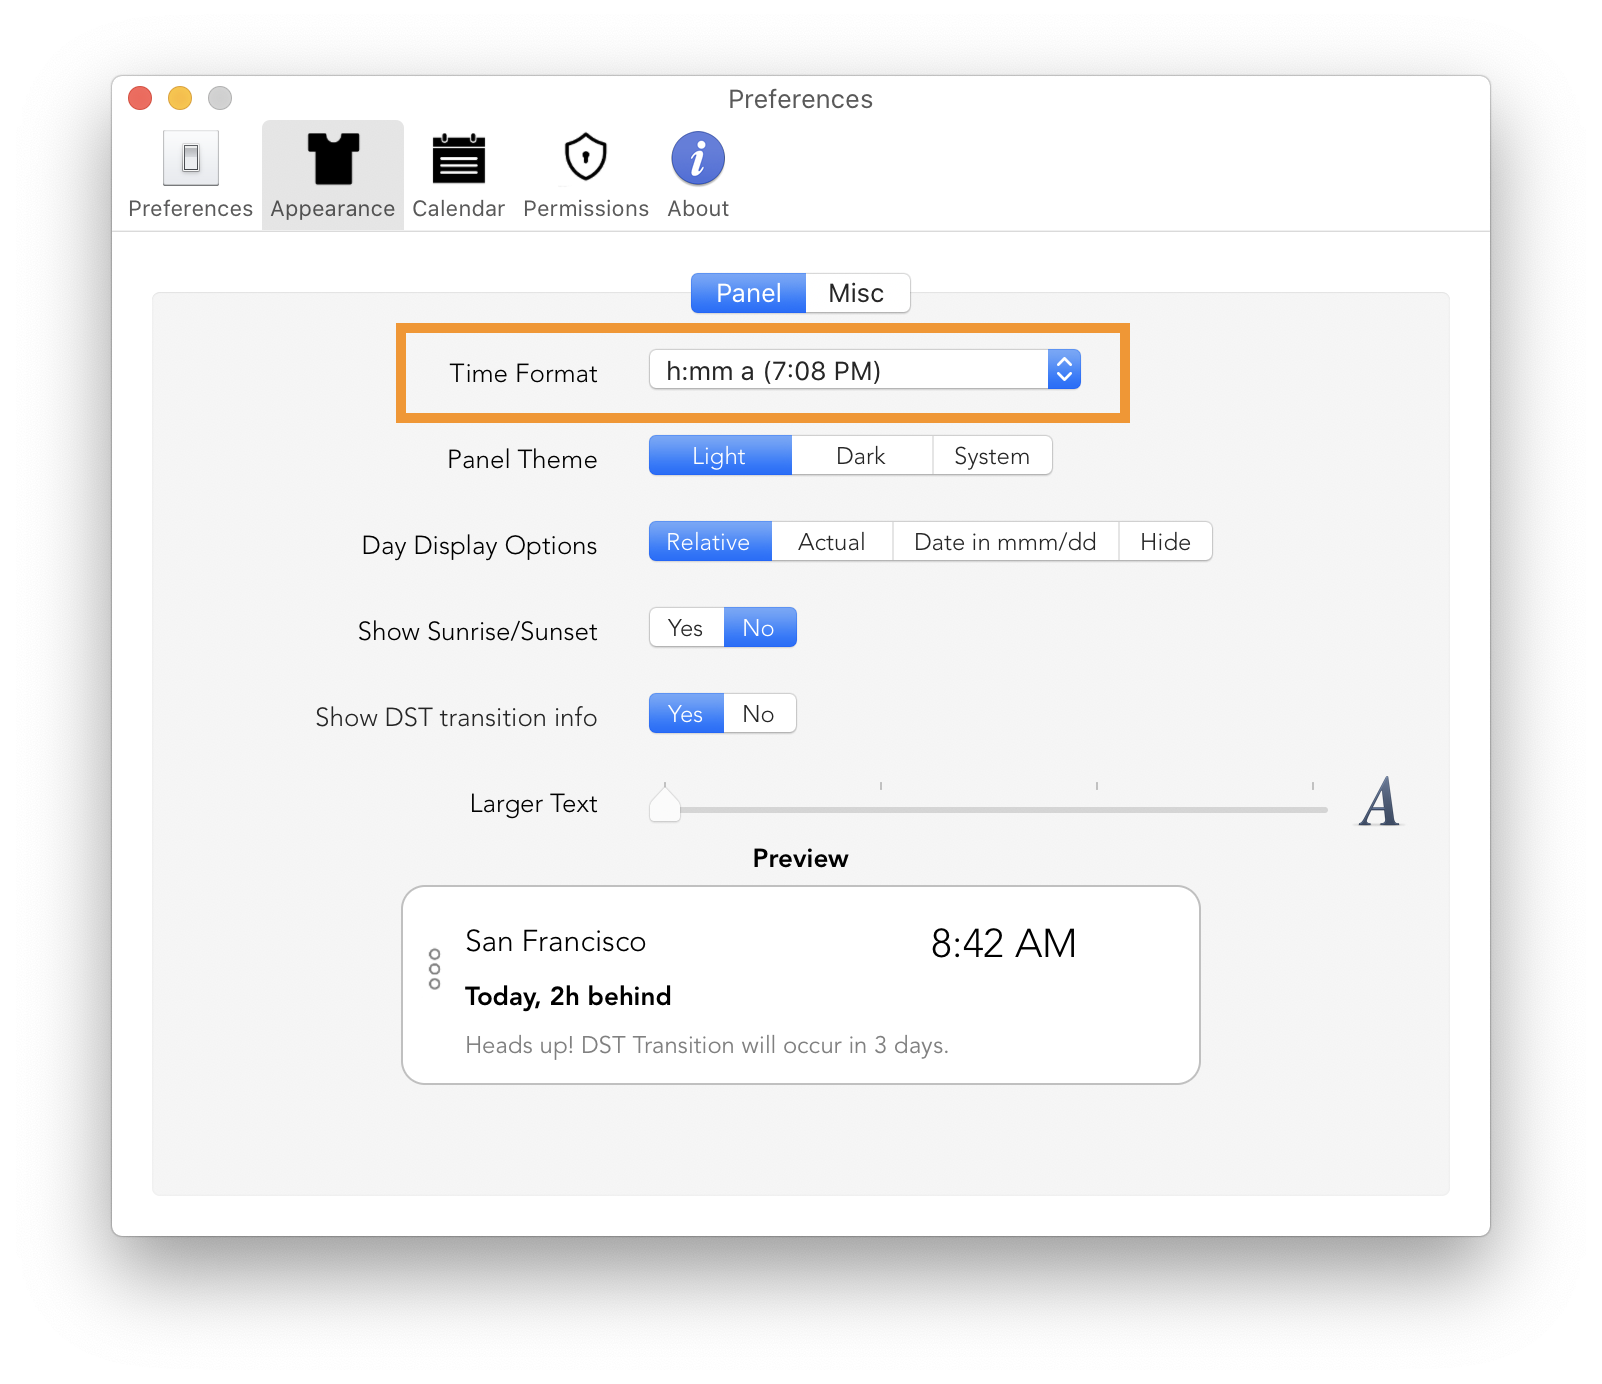 Preferences
Preferences Appearance Calendar Permissions About
Panel Misc
Time Format h:mm a (7:08 PM)
Panel Theme Light Dark System
Day Display Options Relative Actual Date in mmm/dd Hide
Show Sunrise/Sunset Yes No
Show DST transition info Yes No
Larger Text A
Preview
San Francisco 8:42 AM
Today, 2h behind
Heads up! DST Transition will occur in 3 days.